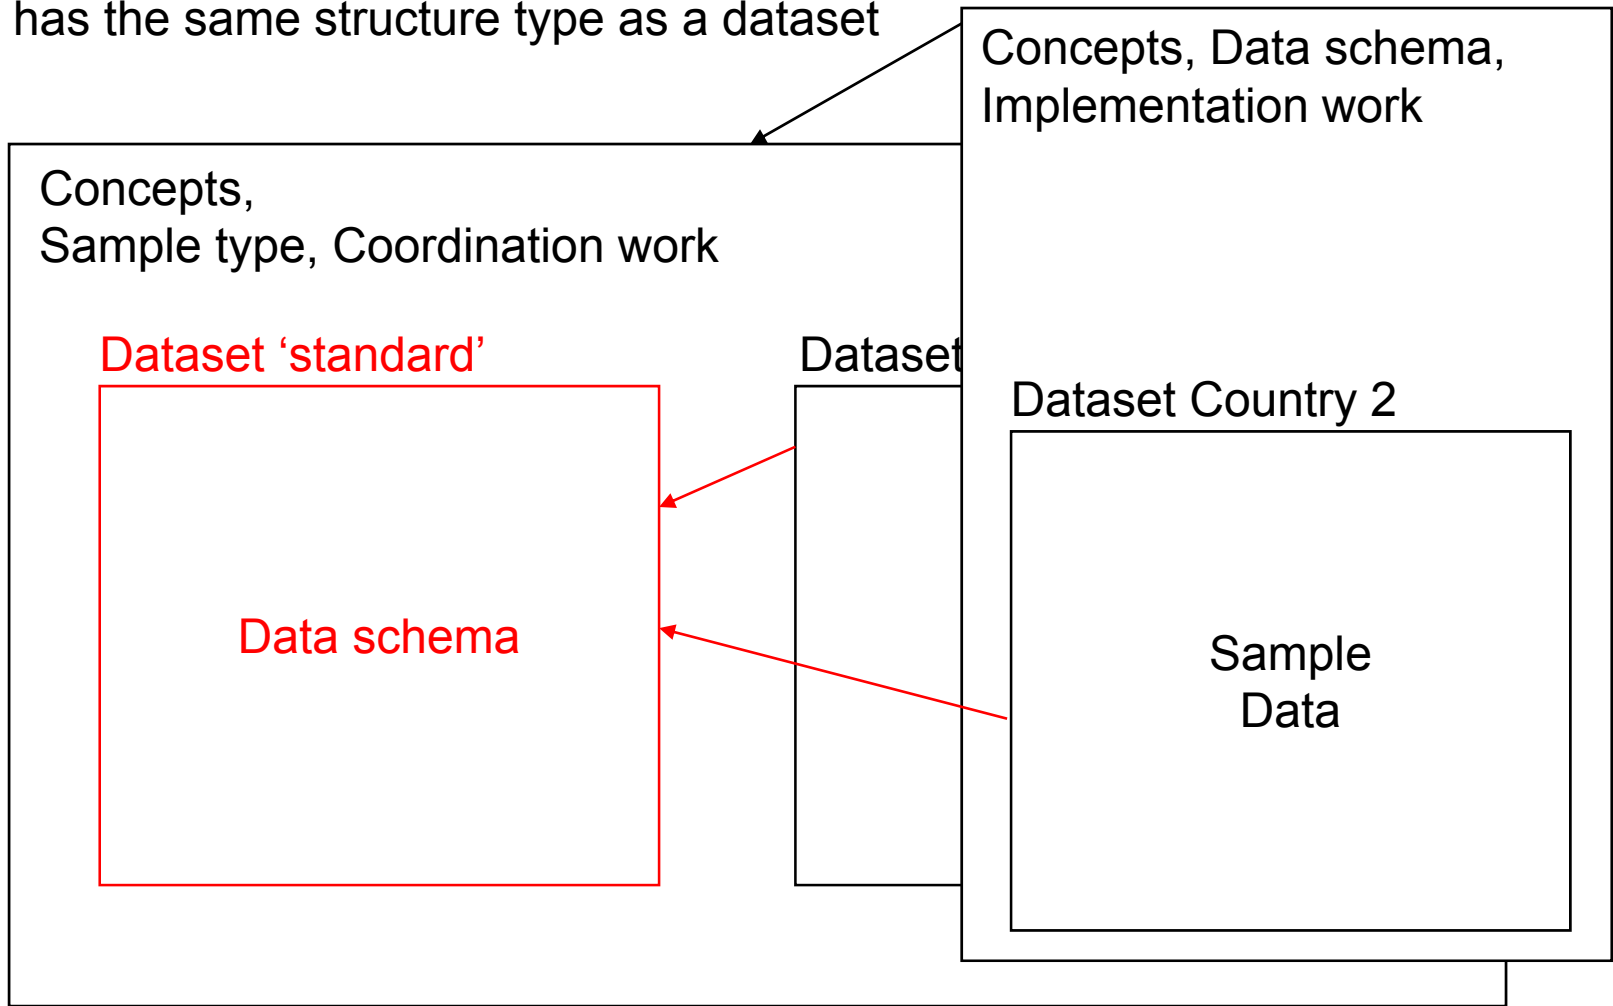 has the same structure type as a dataset
Concepts, Data schema,
Implementation work
Concepts,
Sample type, Coordination work
Dataset ‘standard’
Dataset
Dataset Country 2
Data schema
Sample
Data